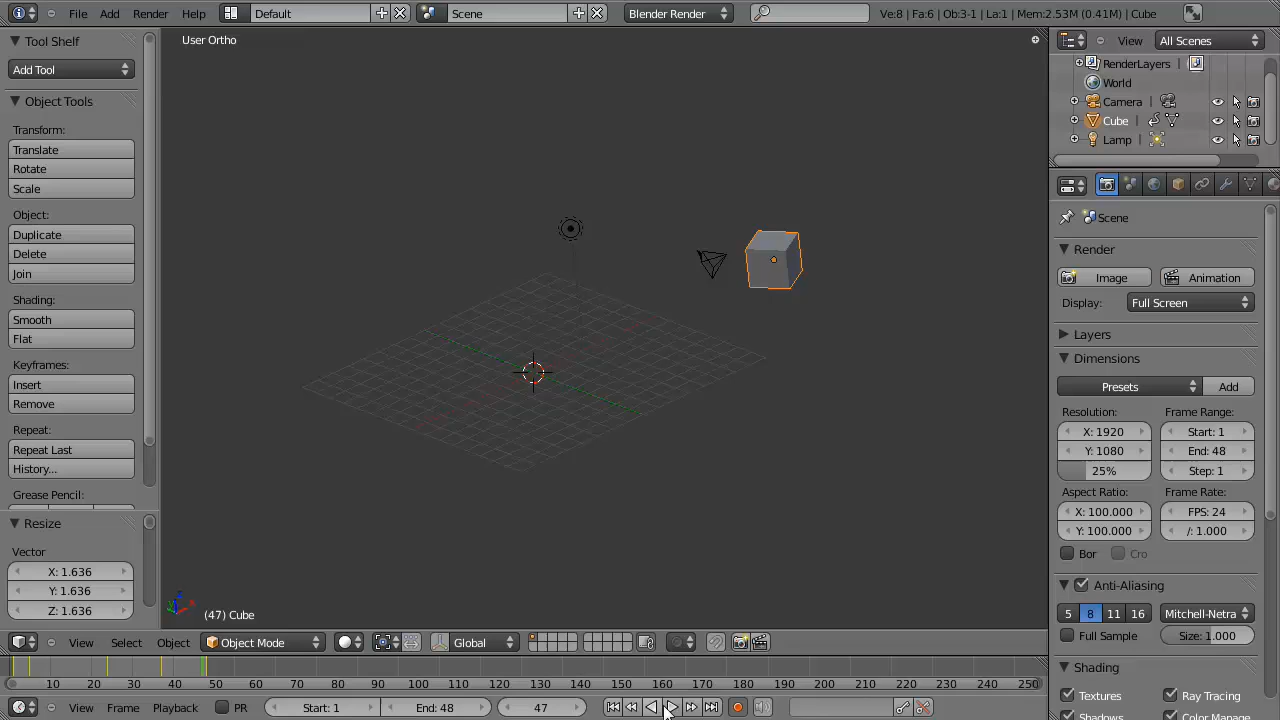 File Add Render Help Default Scene Blender Render Ve:8 | Fa:6 | Ob:3-1 | La:1 | Mem:2.53M (0.41M) | Cube
Tool Shelf
Add Tool
Object Tools
Transform:
Translate
Rotate
Scale
Object:
Duplicate
Delete
Join
Shading:
Smooth
Flat
Keyframes:
Insert
Remove
Repeat:
Repeat Last
History...
Grease Pencil:
Resize
Vector
X: 1.636
Y: 1.636
Z: 1.636
User Ortho
(47) Cube
View Select Object Object Mode Global
10 20 30 40 50 60 70 80 90 100 110 120 130 140 150 160 170 180 190 200 210 220 230 240 250
View Frame Playback PR Start: 1 End: 48 47
View All Scenes
RenderLayers |
World
Camera |
Cube |
Lamp |
Scene
Render
Image Animation
Display: Full Screen
Layers
Dimensions
Presets Add
Resolution: Frame Range:
X: 1920 Start: 1
Y: 1080 End: 48
25% Step: 1
Aspect Ratio: Frame Rate:
X: 100.000 FPS: 24
Y: 100.000 /: 1.000
Bor Cro
Anti-Aliasing
5 8 11 16 Mitchell-Netra
Full Sample Size: 1.000
Shading
Textures Ray Tracing
Shadows